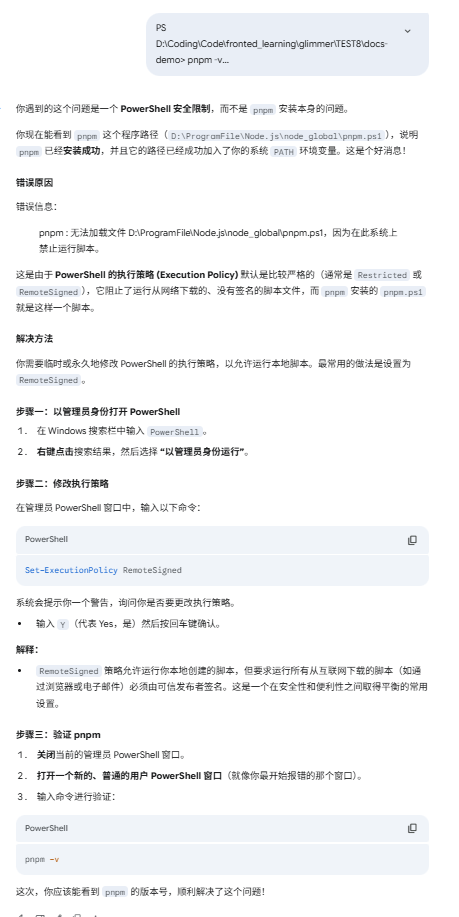 PS
D:\Coding\Code\fronted_learning\glimmer\TEST8\docs-
demo> pnpm -v...
你遇到的这个问题是一个 PowerShell 安全限制，而不是 pnpm 安装本身的问题。
你现在能看到 pnpm 这个程序路径（ D:\ProgramFile\Node.js\node_global\pnpm.ps1 ），说明
pnpm 已经安装成功，并且它的路径已经成功加入了你的系统 PATH 环境变量。这是个好消息！
错误原因
错误信息：
pnpm : 无法加载文件 D:\ProgramFile\Node.js\node_global\pnpm.ps1，因为在此系统上
禁止运行脚本。
这是由于 PowerShell 的执行策略 (Execution Policy) 默认是比较严格的（通常是 Restricted 或
RemoteSigned ），它阻止了运行从网络下载的、没有签名的脚本文件，而 pnpm 安装的 pnpm.ps1
就是这样一个脚本。
解决方法
你需要临时或永久地修改 PowerShell 的执行策略，以允许运行本地脚本。最常用的做法是设置为
RemoteSigned 。
步骤一：以管理员身份打开 PowerShell
1. 在 Windows 搜索栏中输入 PowerShell 。
2. 右键点击搜索结果，然后选择 “以管理员身份运行”。
步骤二：修改执行策略
在管理员 PowerShell 窗口中，输入以下命令：
PowerShell
Set-ExecutionPolicy RemoteSigned
系统会提示你一个警告，询问你是否要更改执行策略。
• 输入 Y （代表 Yes，是）然后按回车键确认。
解释：
• RemoteSigned 策略允许运行你本地创建的脚本，但要求运行所有从互联网下载的脚本（如通
过浏览器或电子邮件）必须由可信发布者签名。这是一个在安全性和便利性之间取得平衡的常用
设置。
步骤三：验证 pnpm
1. 关闭当前的管理员 PowerShell 窗口。
2. 打开一个新的、普通的用户 PowerShell 窗口（就像你最开始报错的那个窗口）。
3. 输入命令进行验证：
PowerShell
pnpm -v
这次，你应该能看到 pnpm 的版本号，顺利解决了这个问题！